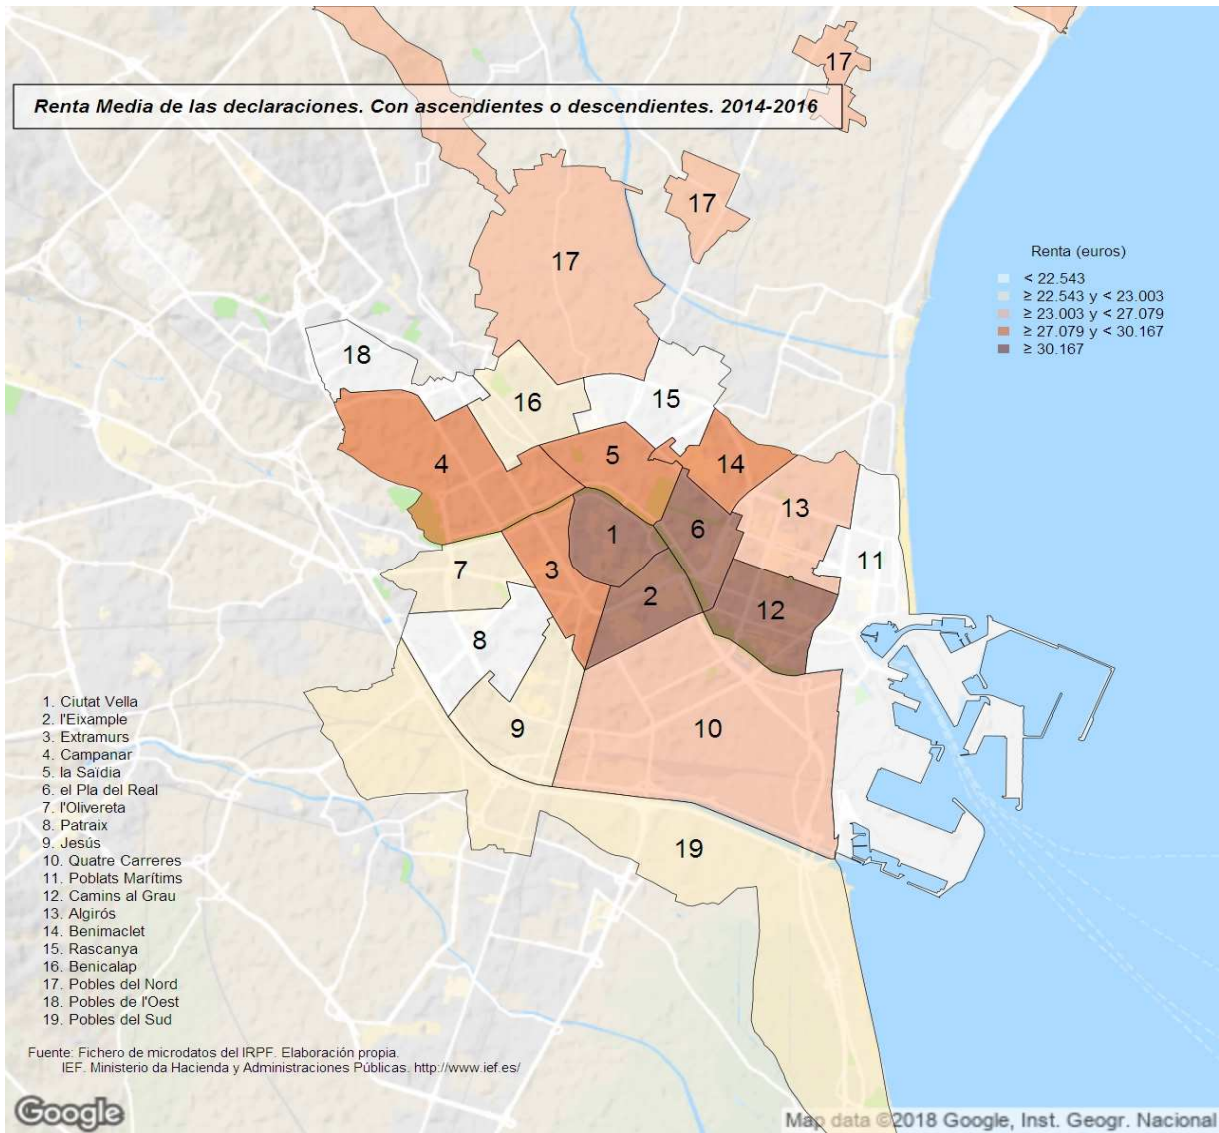 Renta Media de las declaraciones. Con ascendientes o descendientes. 2014-2016
17
17
17
Renta (euros)
< 22.543
≥ 22.543 y < 23.003
≥ 23.003 y < 27.079
≥ 27.079 y < 30.167
≥ 30.167
18
16
15
4
5
14
13
1
6
11
7
3
2
12
8
9
10
19
1. Ciutat Vella
2. l'Eixample
3. Extramurs
4. Campanar
5. la Saïdia
6. el Pla del Real
7. l'Olivereta
8. Patraix
9. Jesús
10. Quatre Carreres
11. Poblats Marítims
12. Camins al Grau
13. Algirós
14. Benimaclet
15. Rascanya
16. Benicalap
17. Pobles del Nord
18. Pobles de l'Oest
19. Pobles del Sud
Fuente: Fichero de microdatos del IRPF. Elaboración propia.
IEF. Ministerio da Hacienda y Administraciones Públicas. http://www.ief.es/
Google
Map data ©2018 Google, Inst. Geogr. Nacional